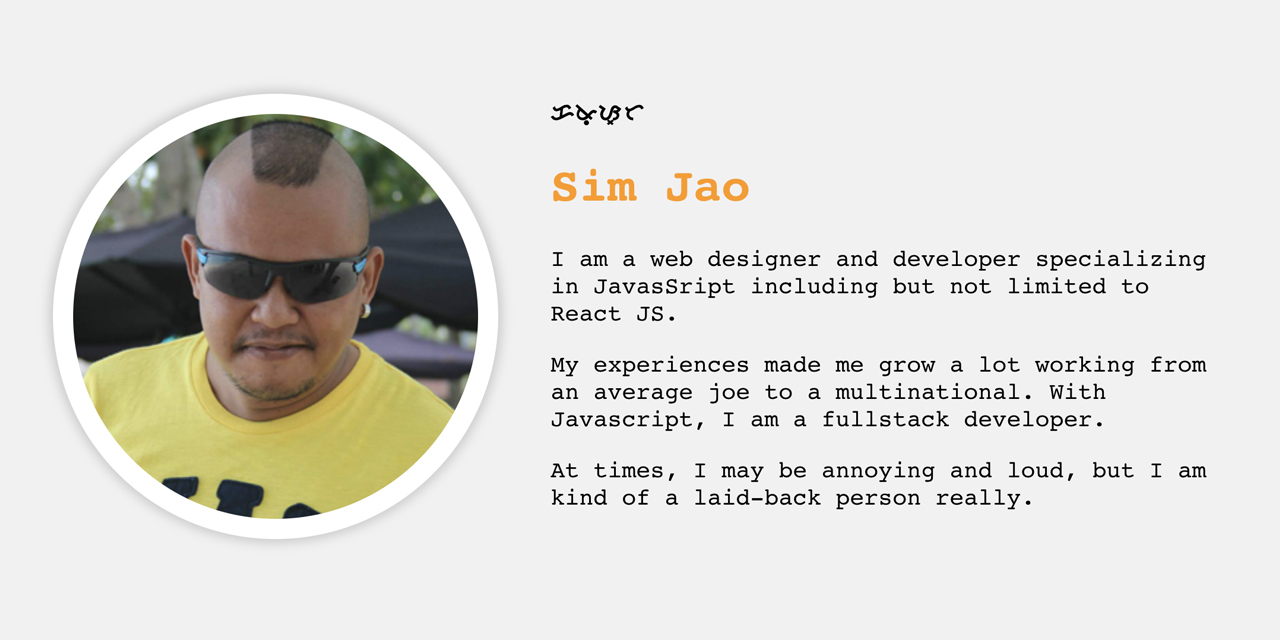 Sim Jao
I am a web designer and developer specializing
in JavasSript including but not limited to
React JS.
My experiences made me grow a lot working from
an average joe to a multinational. With
Javascript, I am a fullstack developer.
At times, I may be annoying and loud, but I am
kind of a laid-back person really.